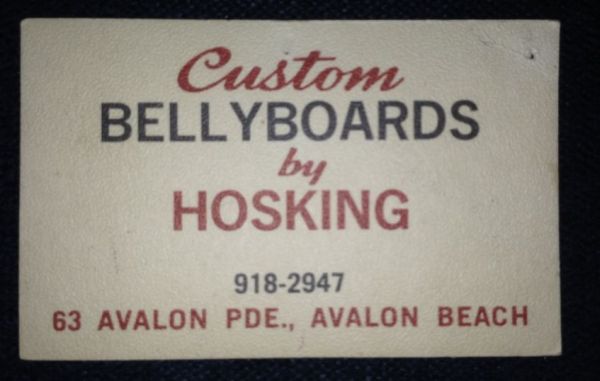 Custom
BELLYBOARDS
by
HOSKING
918-2947
63 AVALON PDE., AVALON BEACH